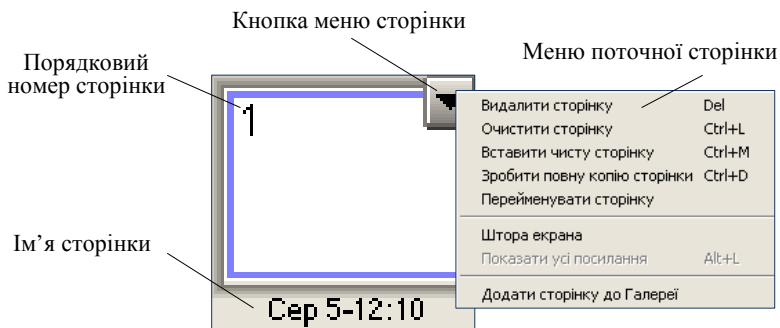 Кнопка меню сторінки
Меню поточної сторінки
Порядковий
номер сторінки
1
Видалити сторінку Del
Очистити сторінку Ctrl+L
Вставити чисту сторінку Ctrl+M
Зробити повну копію сторінки Ctrl+D
Перейменувати сторінку
Штора екрана
Показати усі посилання Alt+L
Додати сторінку до Галереї
Ім’я сторінки
Сер 5-12:10